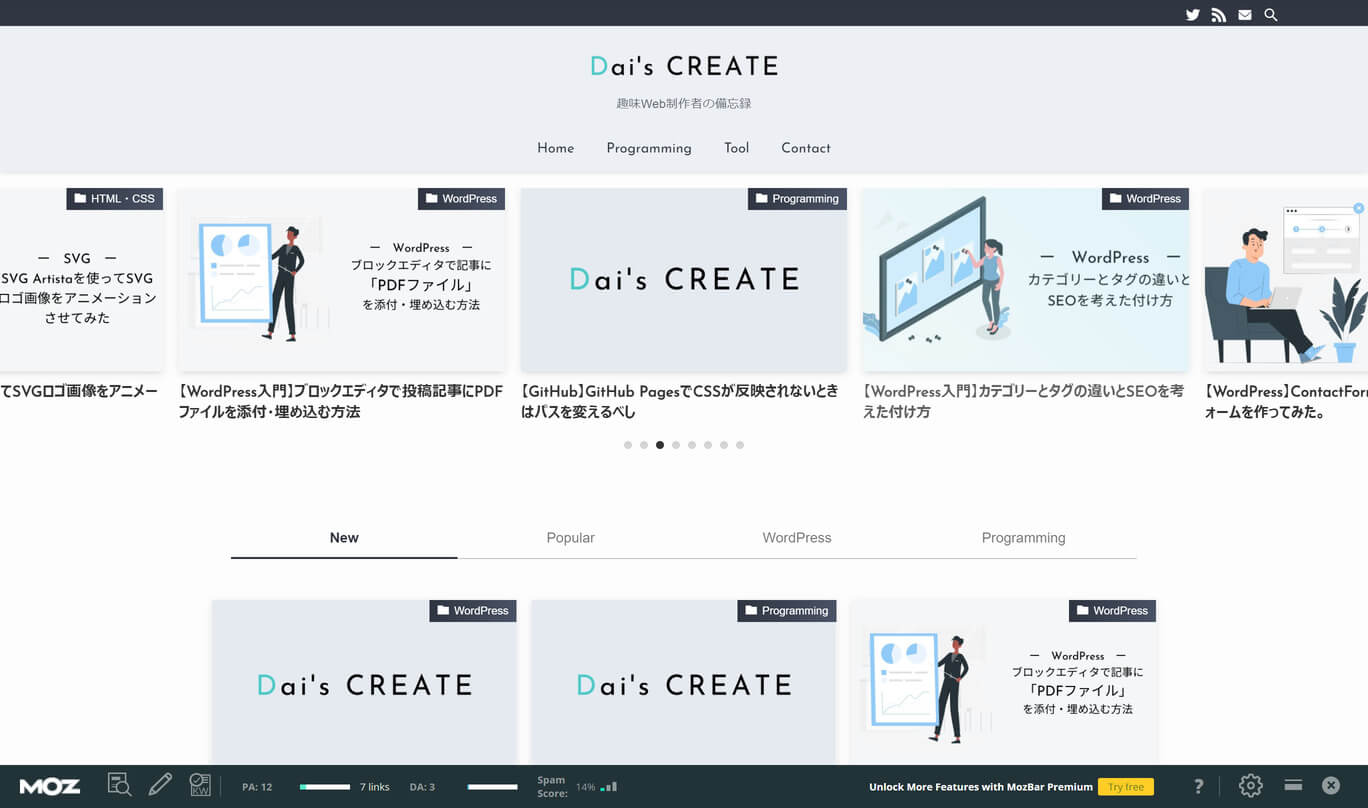 Dai's CREATE
趣味Web制作者の備忘録
Home Programming Tool Contact
HTML・CSS
— SVG —
SVG Artistaを使ってSVG
ロゴ画像をアニメーション
させてみた
てSVGロゴ画像をアニメー
WordPress
— WordPress —
ブロックエディタで記事に
「PDFファイル」
を添付・埋め込む方法
【WordPress入門】ブロックエディタで投稿記事にPDF
ファイルを添付・埋め込む方法
Programming
Dai's CREATE
【GitHub】GitHub PagesでCSSが反映されないとき
はパスを変えるべし
WordPress
— WordPress —
カテゴリーとタグの違いと
SEOを考えた付け方
【WordPress入門】カテゴリーとタグの違いとSEOを考
えた付け方
【WordPress】ContactForm
ォームを作ってみた。
New Popular WordPress Programming
WordPress
Dai's CREATE
Programming
Dai's CREATE
WordPress
— WordPress —
ブロックエディタで記事に
「PDFファイル」
を添付・埋め込む方法
MOZ
KW
PA: 12
7 links
DA: 3
Spam
Score: 14%
Unlock More Features with MozBar Premium
Try free
?